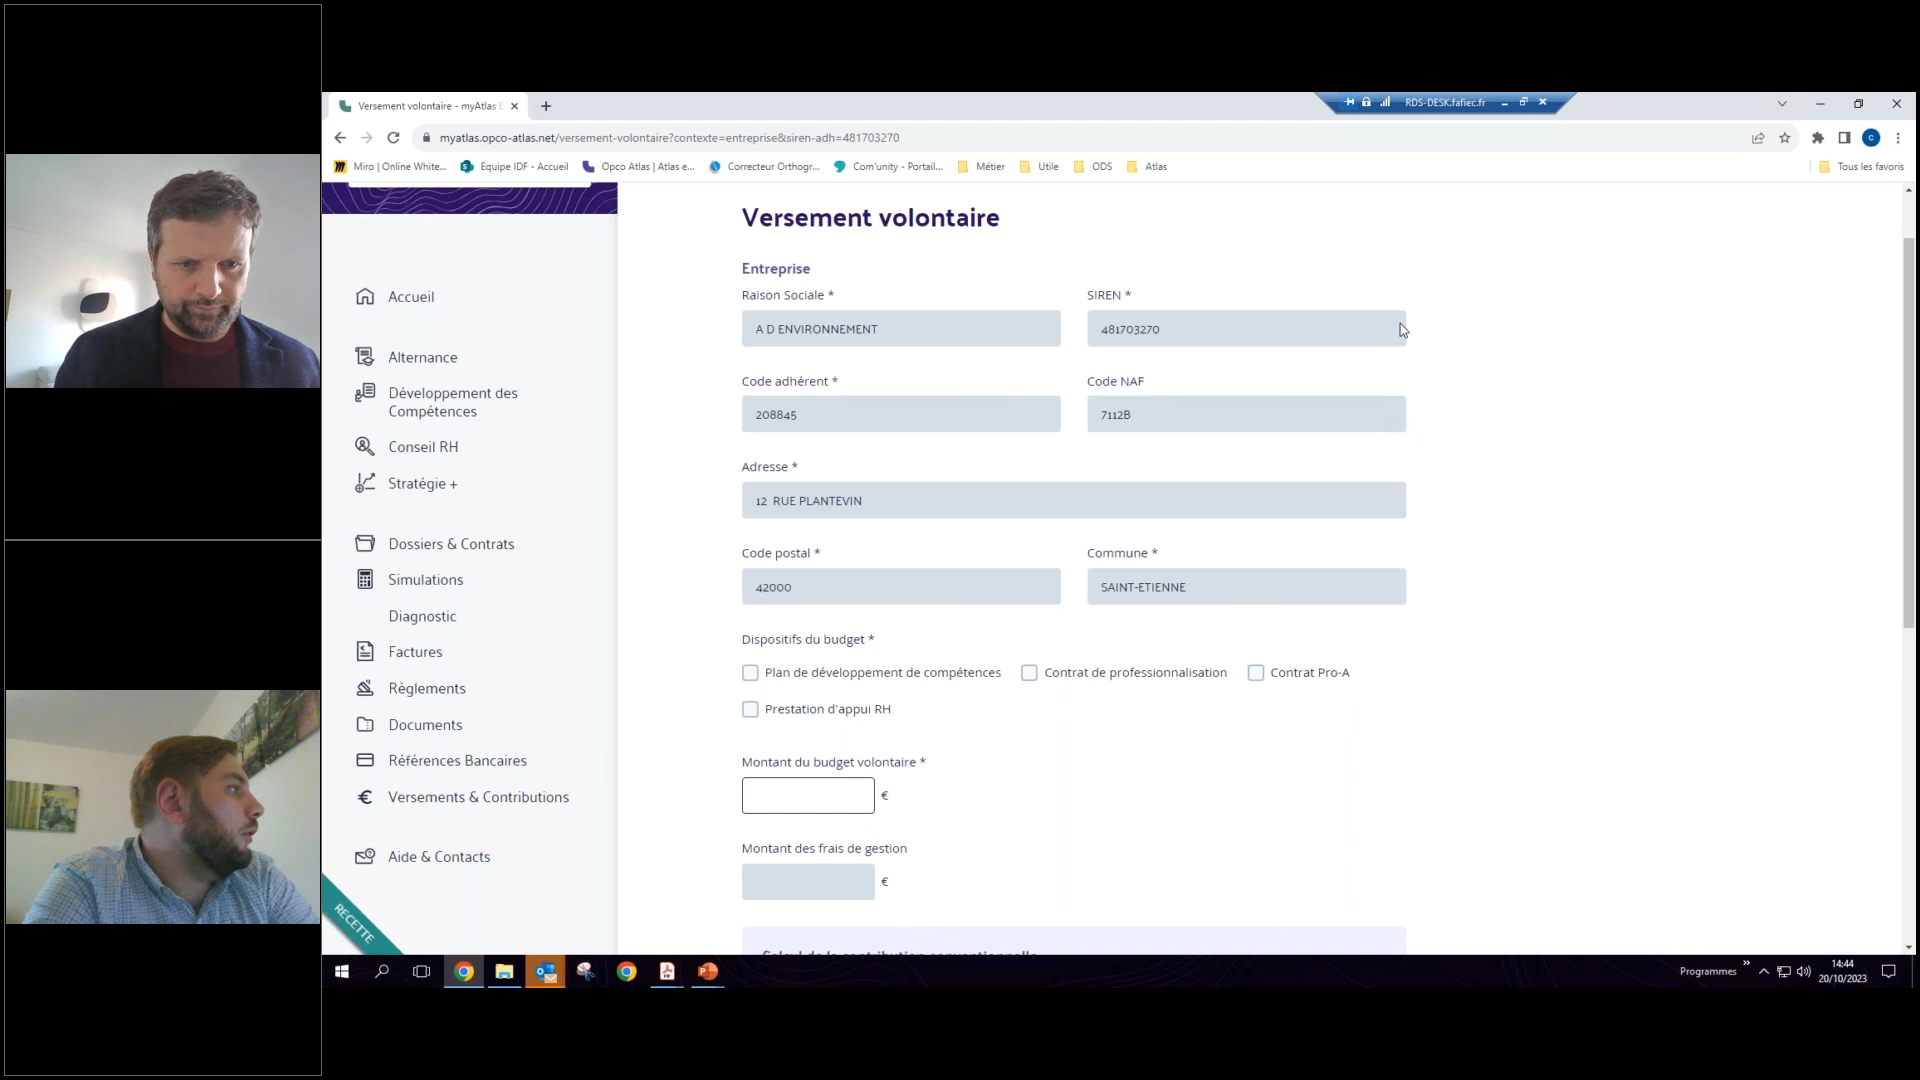 Versement volontaire - myAtlas E
RDS-DESK.fafiec.fr
myatlas.opco-atlas.net/versement-volontaire?contexte=entreprise&siren-adh=481703270
C
Miro | Online White...
Equipe IDF - Accueil
Opco Atlas | Atlas e...
Correcteur Orthogr...
Com'unity - Portail...
Métier
Utile
ODS
Atlas
Tous les favoris
Accueil
Alternance
Développement des
Compétences
Conseil RH
Stratégie +
Dossiers & Contrats
Simulations
Diagnostic
Factures
Règlements
Documents
Références Bancaires
Versements & Contributions
Aide & Contacts
RECETTE
Versement volontaire
Entreprise
Raison Sociale *
SIREN *
A D ENVIRONNEMENT
481703270
Code adhérent *
Code NAF
208845
7112B
Adresse *
12 RUE PLANTEVIN
Code postal *
Commune *
42000
SAINT-ETIENNE
Dispositifs du budget *
Plan de développement de compétences
Contrat de professionnalisation
Contrat Pro-A
Prestation d'appui RH
Montant du budget volontaire *
€
Montant des frais de gestion
€
Calcul de la contribution conventionnelle
Programmes
14:44
20/10/2023